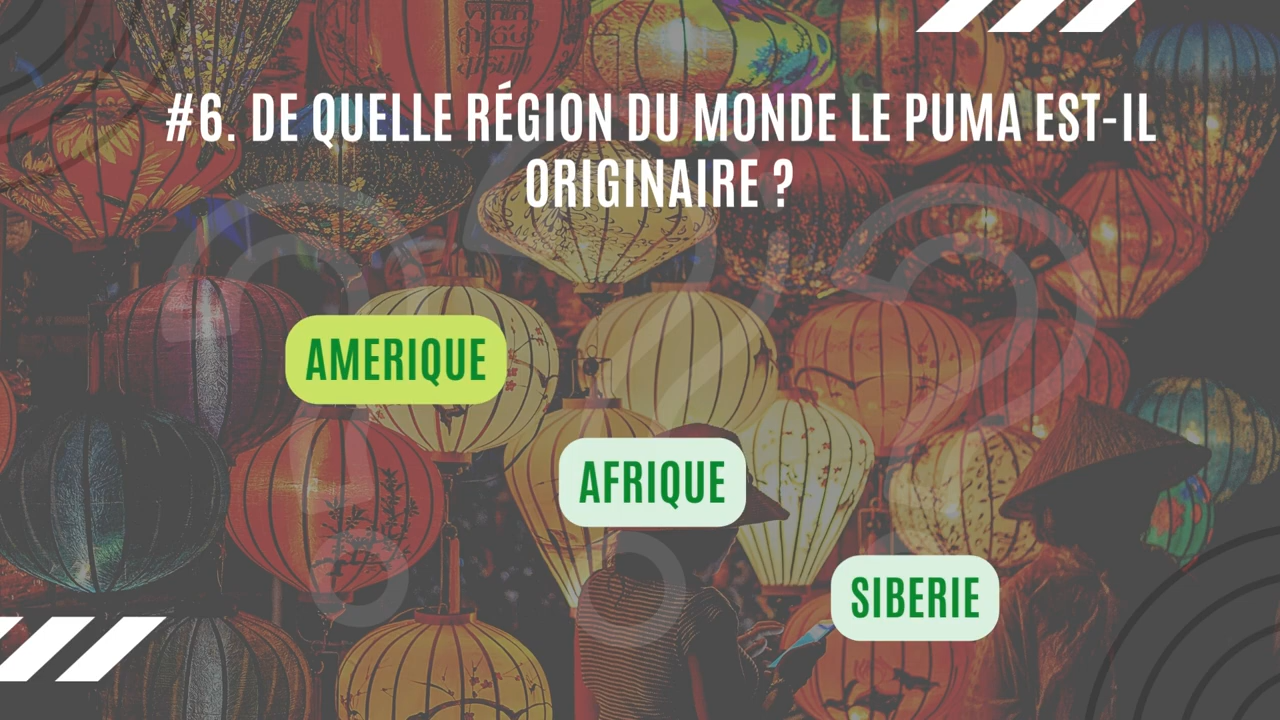 #6. DE QUELLE RÉGION DU MONDE LE PUMA EST-IL
ORIGINAIRE ?
AMERIQUE
AFRIQUE
SIBERIE